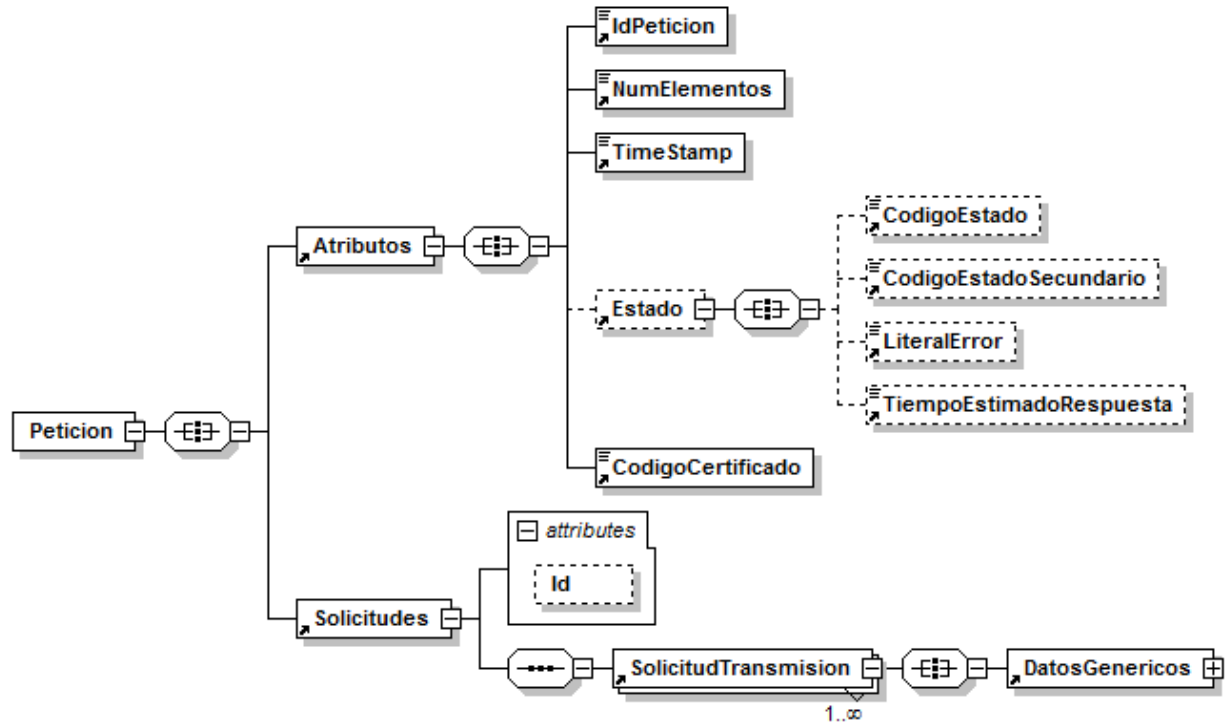 IdPeticion
NumElementos
TimeStamp
CodigoEstado
Atributos
CodigoEstadoSecundario
Estado
LiteralError
TiempoEstimadoRespuesta
Peticion
CodigoCertificado
attributes
Id
Solicitudes
SolicitudTransmision
DatosGenericos
1..∞